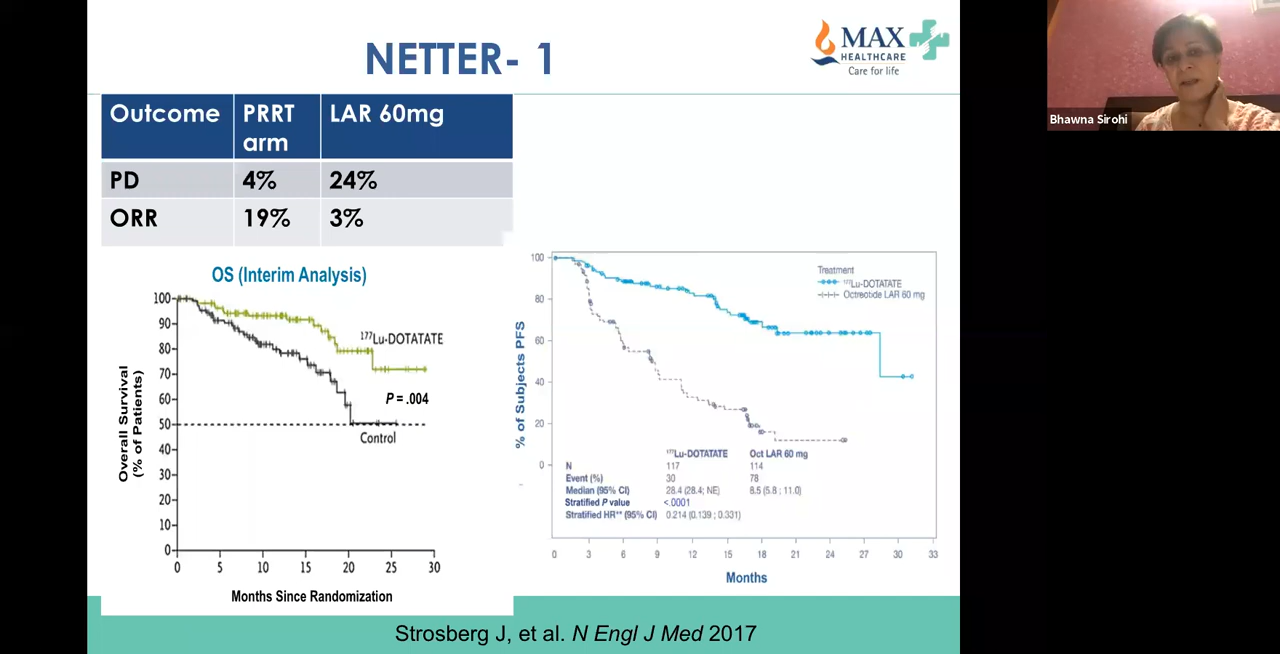 NETTER- 1
MAX
HEALTHCARE
Care for life
Bhawna Sirohi
Outcome PRRT arm LAR 60mg
PD 4% 24%
ORR 19% 3%
OS (Interim Analysis)
Overall Survival
(% of Patients)
100
90
80
70
60
50
40
30
20
10
0
177Lu-DOTATATE
P = .004
Control
0 5 10 15 20 25 30
Months Since Randomization
% of Subjects PFS
100
80
60
40
20
0
Treatment
177Lu-DOTATATE
Octreotide LAR 60 mg
177Lu-DOTATATE Oct LAR 60 mg
N 117 114
Event (%) 30 78
Median (95% CI) 28.4 (28.4; NE) 8.5 (5.8 ; 11.0)
Stratified P value <.0001
Stratified HR** (95% CI) 0.214 (0.139 ; 0.331)
0 3 6 9 12 15 18 21 24 27 30 33
Months
Strosberg J, et al. N Engl J Med 2017